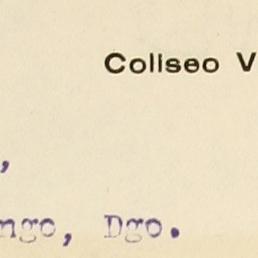 Coliseo V
,
ngo, Dgo.